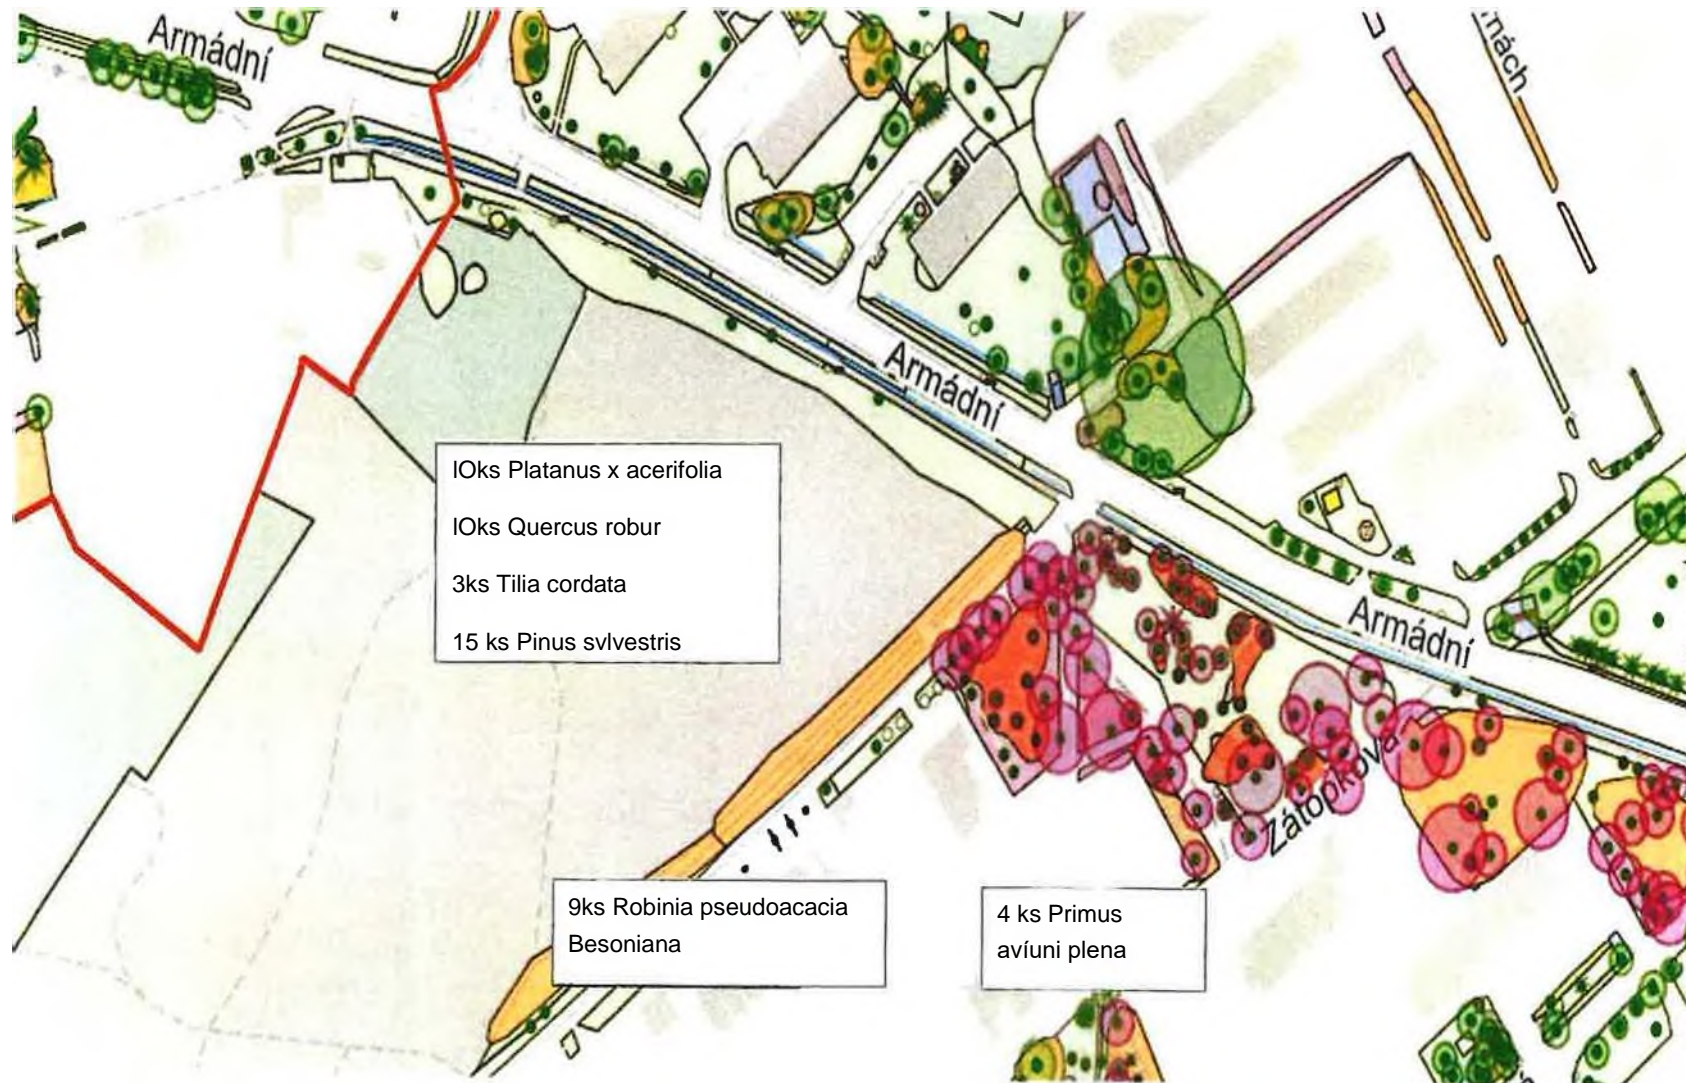 Armádní
rnách
Armádní
lOks Platanus x acerifolia
lOks Quercus robur
3ks Tilia cordata
15 ks Pinus svlvestris
Armádní
Zátopkova
9ks Robinia pseudoacacia
Besoniana
4 ks Primus
avíuni plena